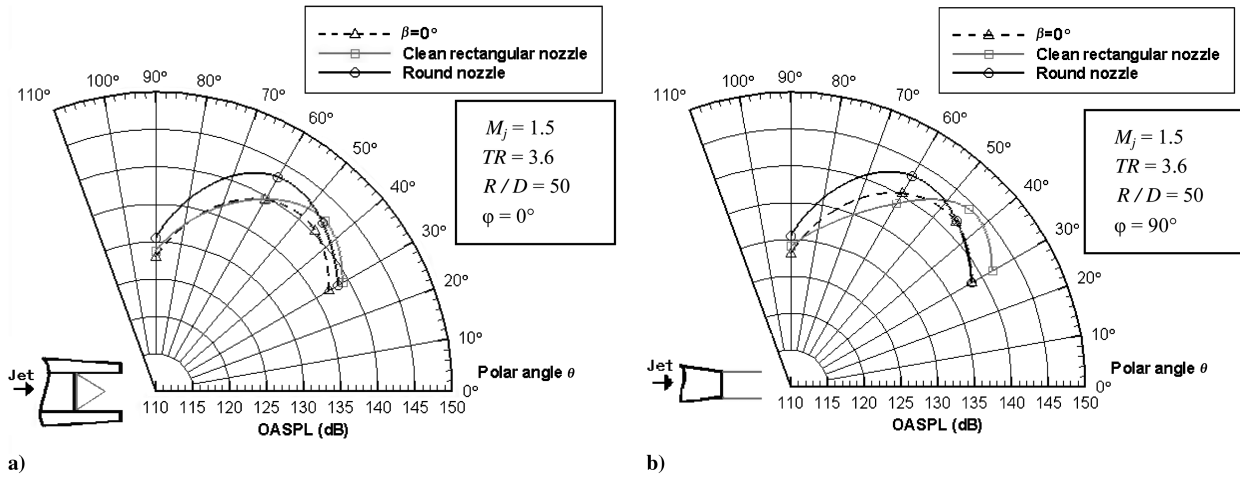 β=0°
Clean rectangular nozzle
Round nozzle
110°
100°
90°
80°
70°
60°
50°
40°
30°
20°
10°
0°
M_j = 1.5
TR = 3.6
R / D = 50
φ = 0°
Jet
Polar angle θ
110 115 120 125 130 135 140 145 150
OASPL (dB)
a)
β=0°
Clean rectangular nozzle
Round nozzle
110°
100°
90°
80°
70°
60°
50°
40°
30°
20°
10°
0°
M_j = 1.5
TR = 3.6
R / D = 50
φ = 90°
Jet
Polar angle θ
110 115 120 125 130 135 140 145 150
OASPL (dB)
b)